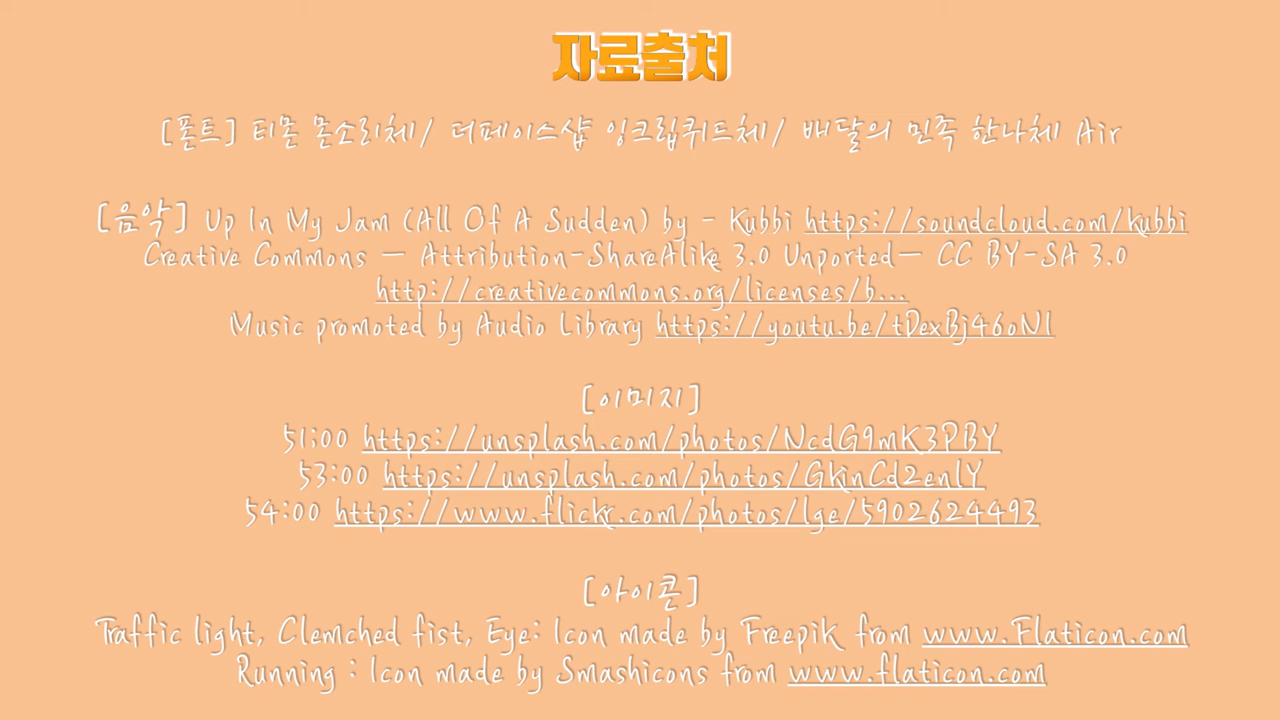 자료출처
[폰트] 티몬 몬소리체/ 더페이스샵 잉크립퀴드체/ 배달의 민족 한나체 Air
[음악] Up In My Jam (All Of A Sudden) by - Kubbi https://soundcloud.com/kubbi
Creative Commons — Attribution-ShareAlike 3.0 Unported— CC BY-SA 3.0
http://creativecommons.org/licenses/b...
Music promoted by Audio Library https://youtu.be/tDexBj46oNI
[이미지]
51:00 https://unsplash.com/photos/NcdG9mK3PBY
53:00 https://unsplash.com/photos/GkinCd2enIY
54:00 https://www.flickr.com/photos/lge/5902624493
[아이콘]
Traffic light, Clemched fist, Eye: Icon made by Freepik from www.Flaticon.com
Running : Icon made by Smashicons from www.flaticon.com